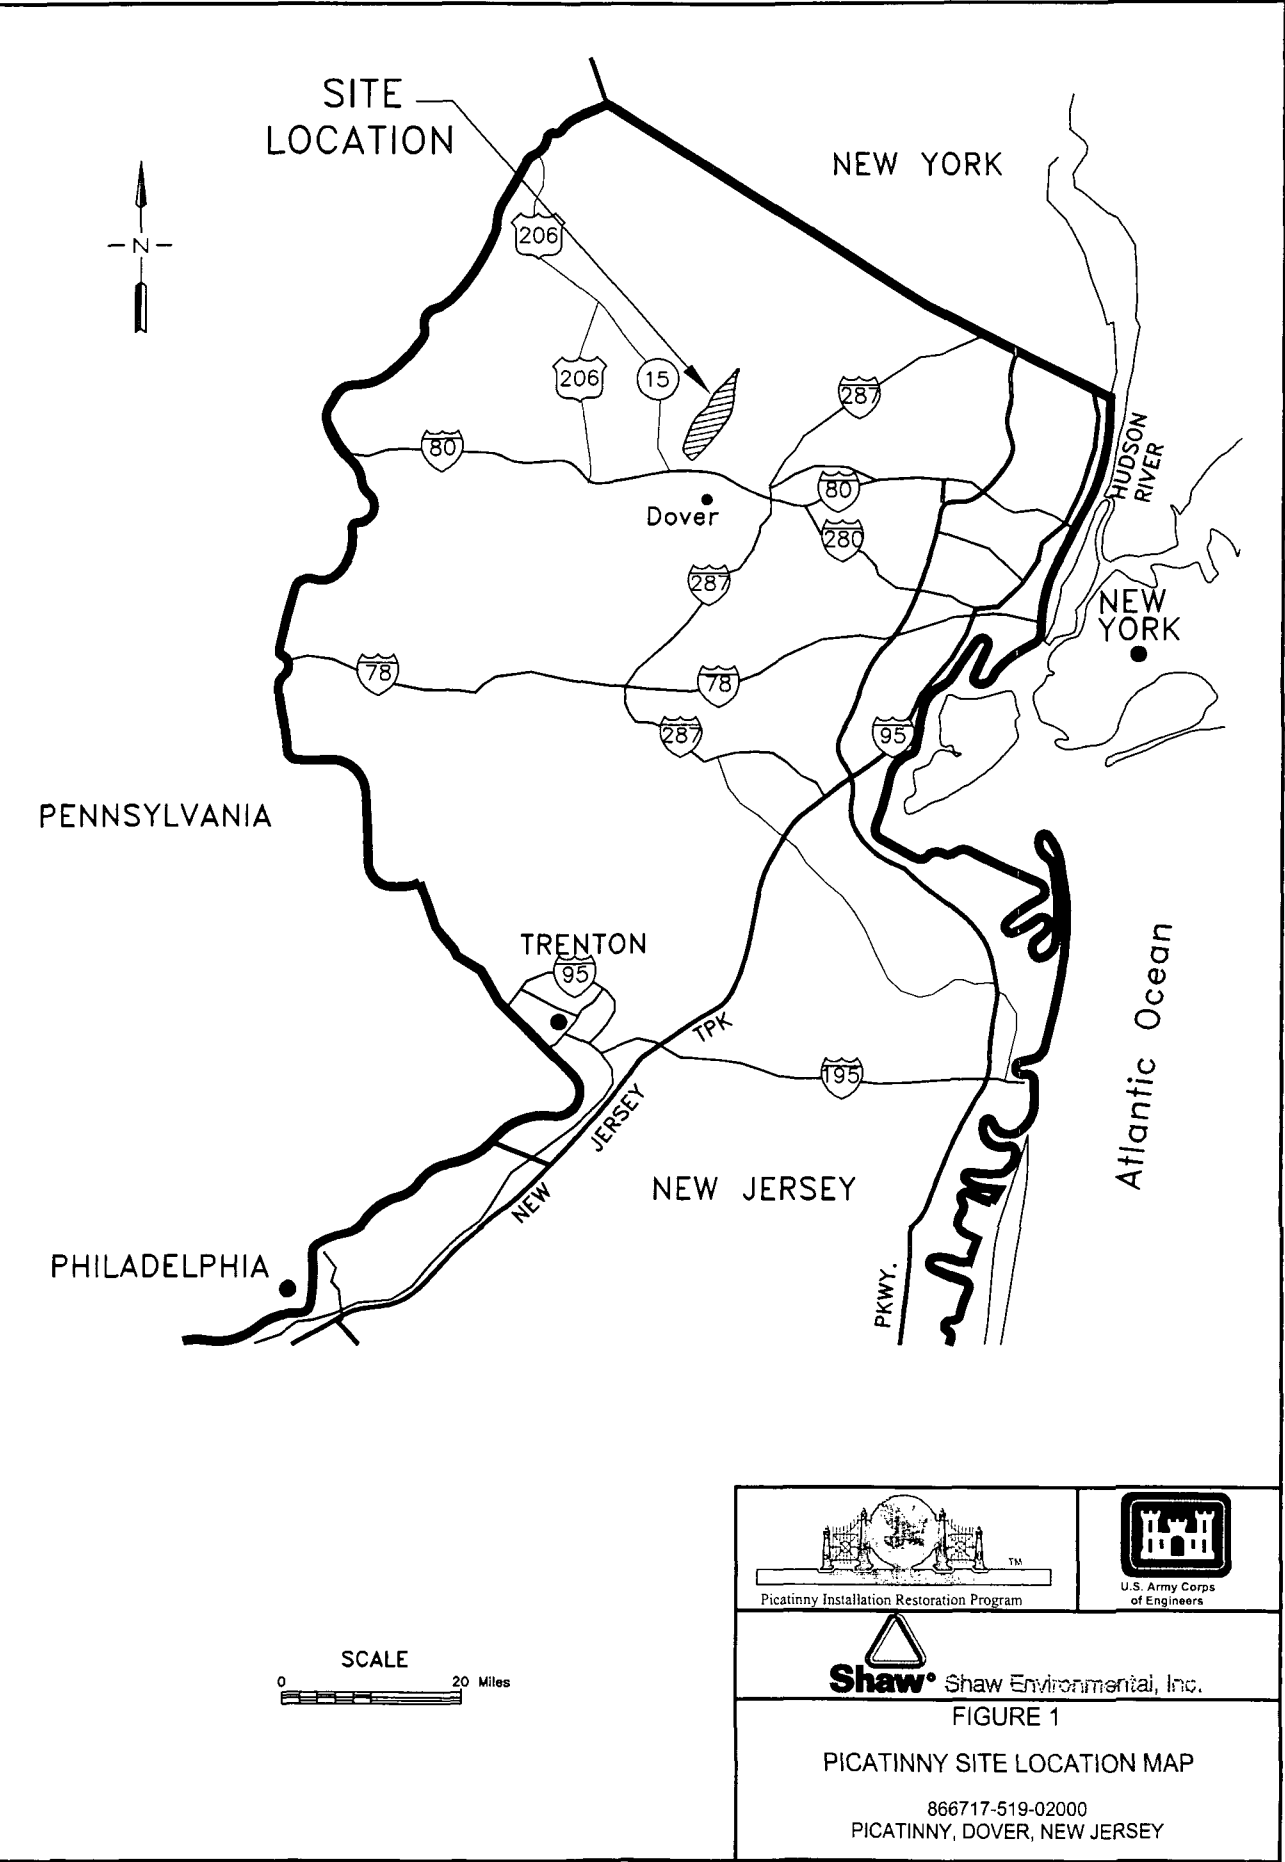 SITE
LOCATION
NEW YORK
N
206
206
15
287
80
HUDSON
RIVER
80
Dover
280
287
NEW
YORK
78
78
287
95
PENNSYLVANIA
TRENTON
95
Atlantic Ocean
TPK
195
JERSEY
NEW JERSEY
NEW
PHILADELPHIA
PKWY.
TM
Picatinny Installation Restoration Program
U.S. Army Corps
of Engineers
SCALE
0 20 Miles
Shaw® Shaw Environmental, Inc.
FIGURE 1
PICATINNY SITE LOCATION MAP
866717-519-02000
PICATINNY, DOVER, NEW JERSEY